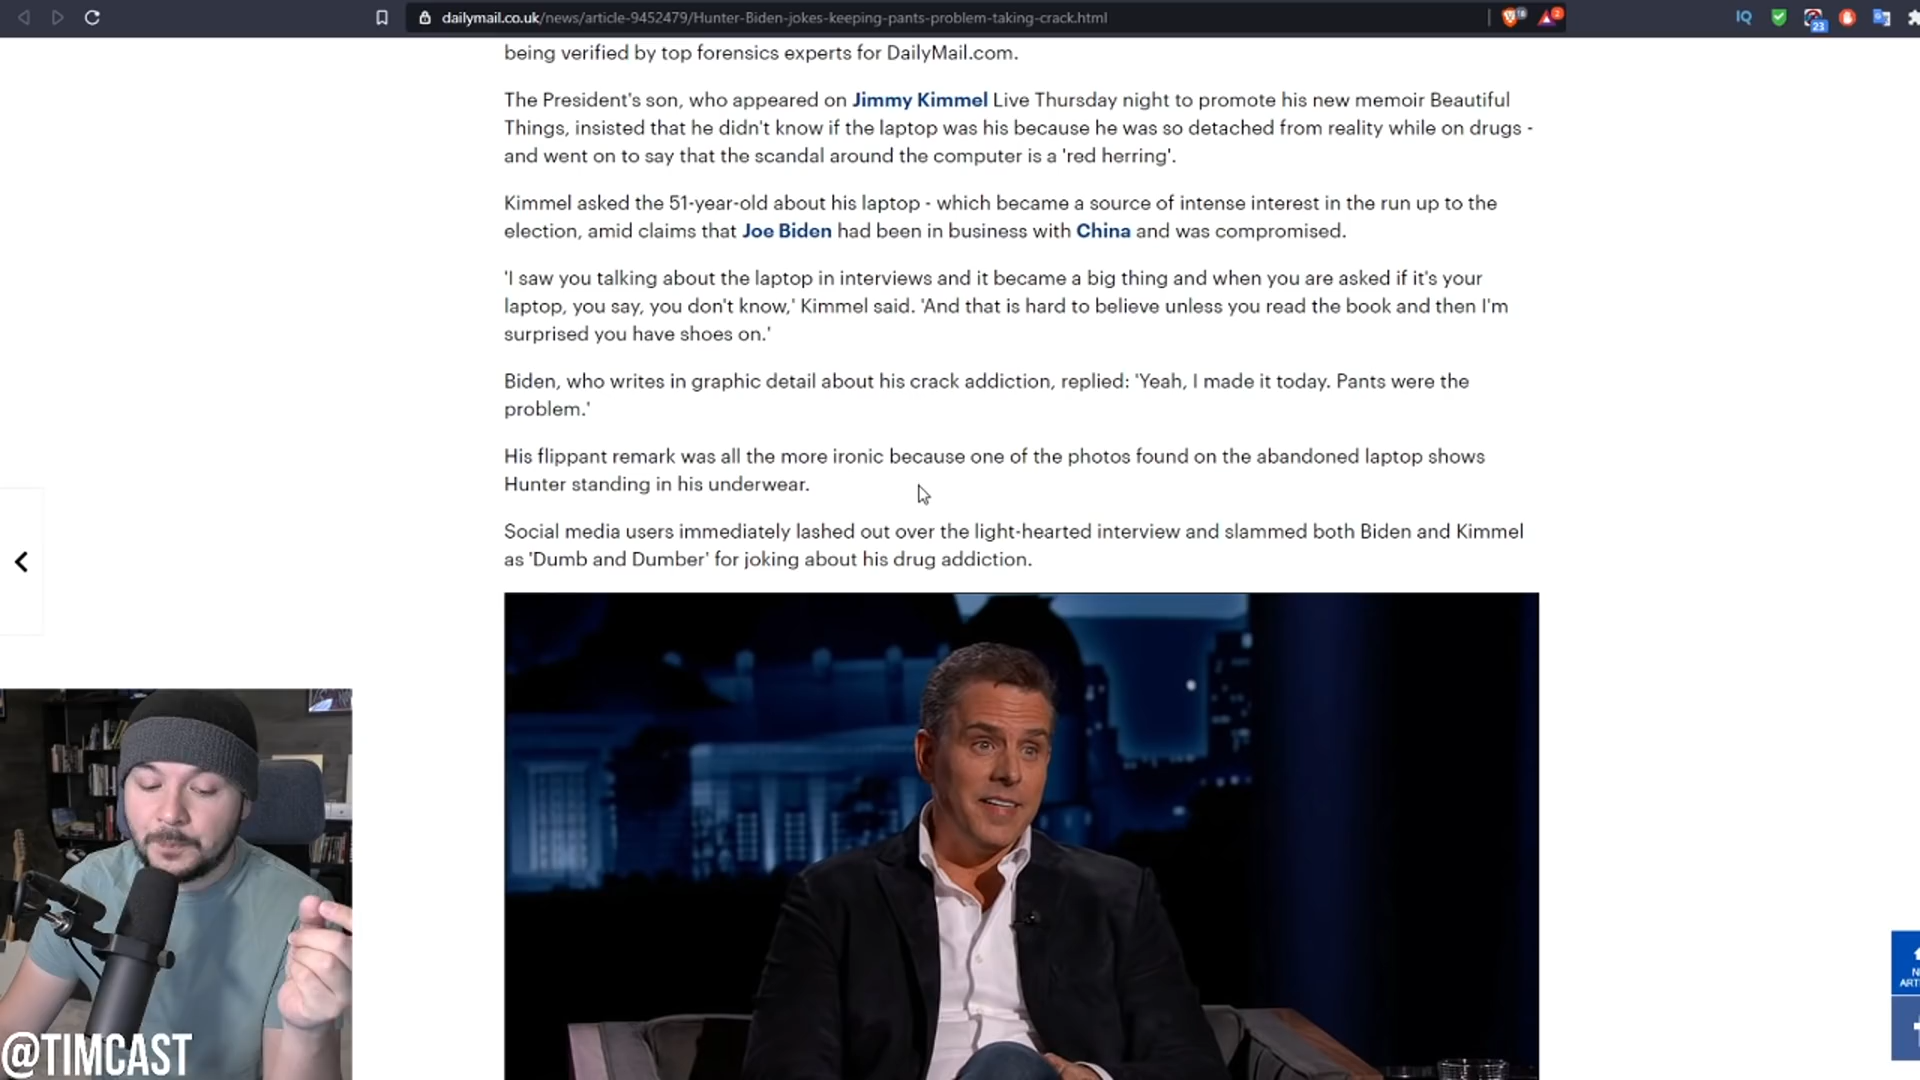 dailymail.co.uk/news/article-9452479/Hunter-Biden-jokes-keeping-pants-problem-taking-crack.html
IQ
23
being verified by top forensics experts for DailyMail.com.
The President's son, who appeared on Jimmy Kimmel Live Thursday night to promote his new memoir Beautiful
Things, insisted that he didn't know if the laptop was his because he was so detached from reality while on drugs -
and went on to say that the scandal around the computer is a 'red herring'.
Kimmel asked the 51-year-old about his laptop - which became a source of intense interest in the run up to the
election, amid claims that Joe Biden had been in business with China and was compromised.
'I saw you talking about the laptop in interviews and it became a big thing and when you are asked if it's your
laptop, you say, you don't know,' Kimmel said. 'And that is hard to believe unless you read the book and then I'm
surprised you have shoes on.'
Biden, who writes in graphic detail about his crack addiction, replied: 'Yeah, I made it today. Pants were the
problem.'
His flippant remark was all the more ironic because one of the photos found on the abandoned laptop shows
Hunter standing in his underwear.
Social media users immediately lashed out over the light-hearted interview and slammed both Biden and Kimmel
as 'Dumb and Dumber' for joking about his drug addiction.
@TIMCAST